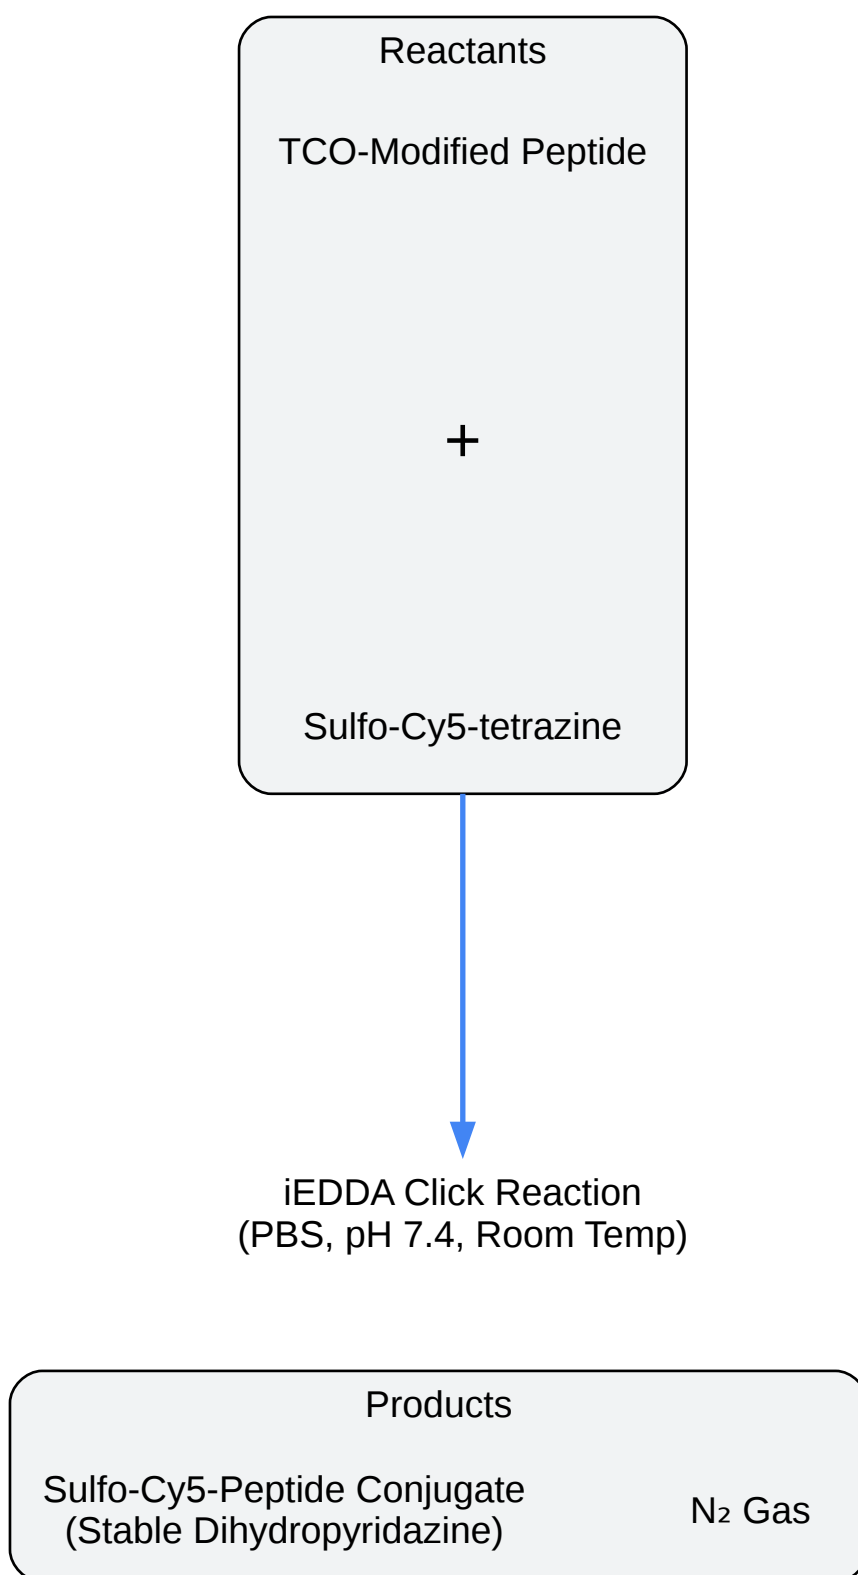 Reactants
TCO-Modified Peptide
+
Sulfo-Cy5-tetrazine
iEDDA Click Reaction
(PBS, pH 7.4, Room Temp)
Products
Sulfo-Cy5-Peptide Conjugate
(Stable Dihydropyridazine)
N₂ Gas